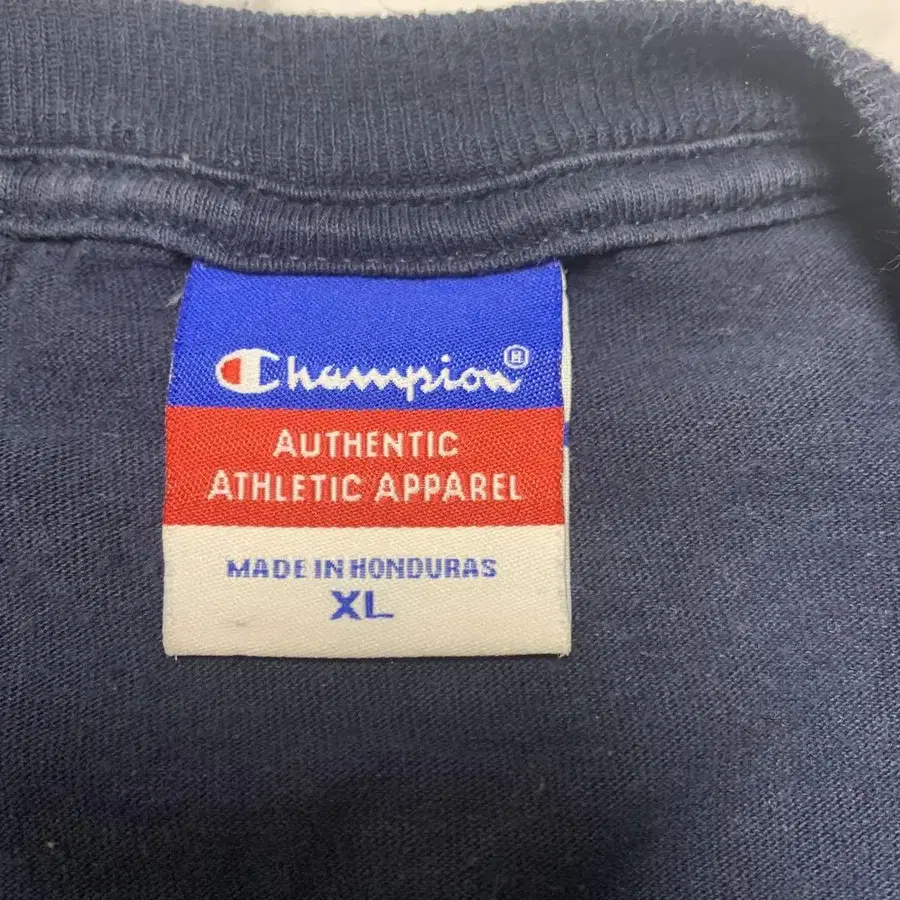 Champion®
AUTHENTIC
ATHLETIC APPAREL
MADE IN HONDURAS
XL